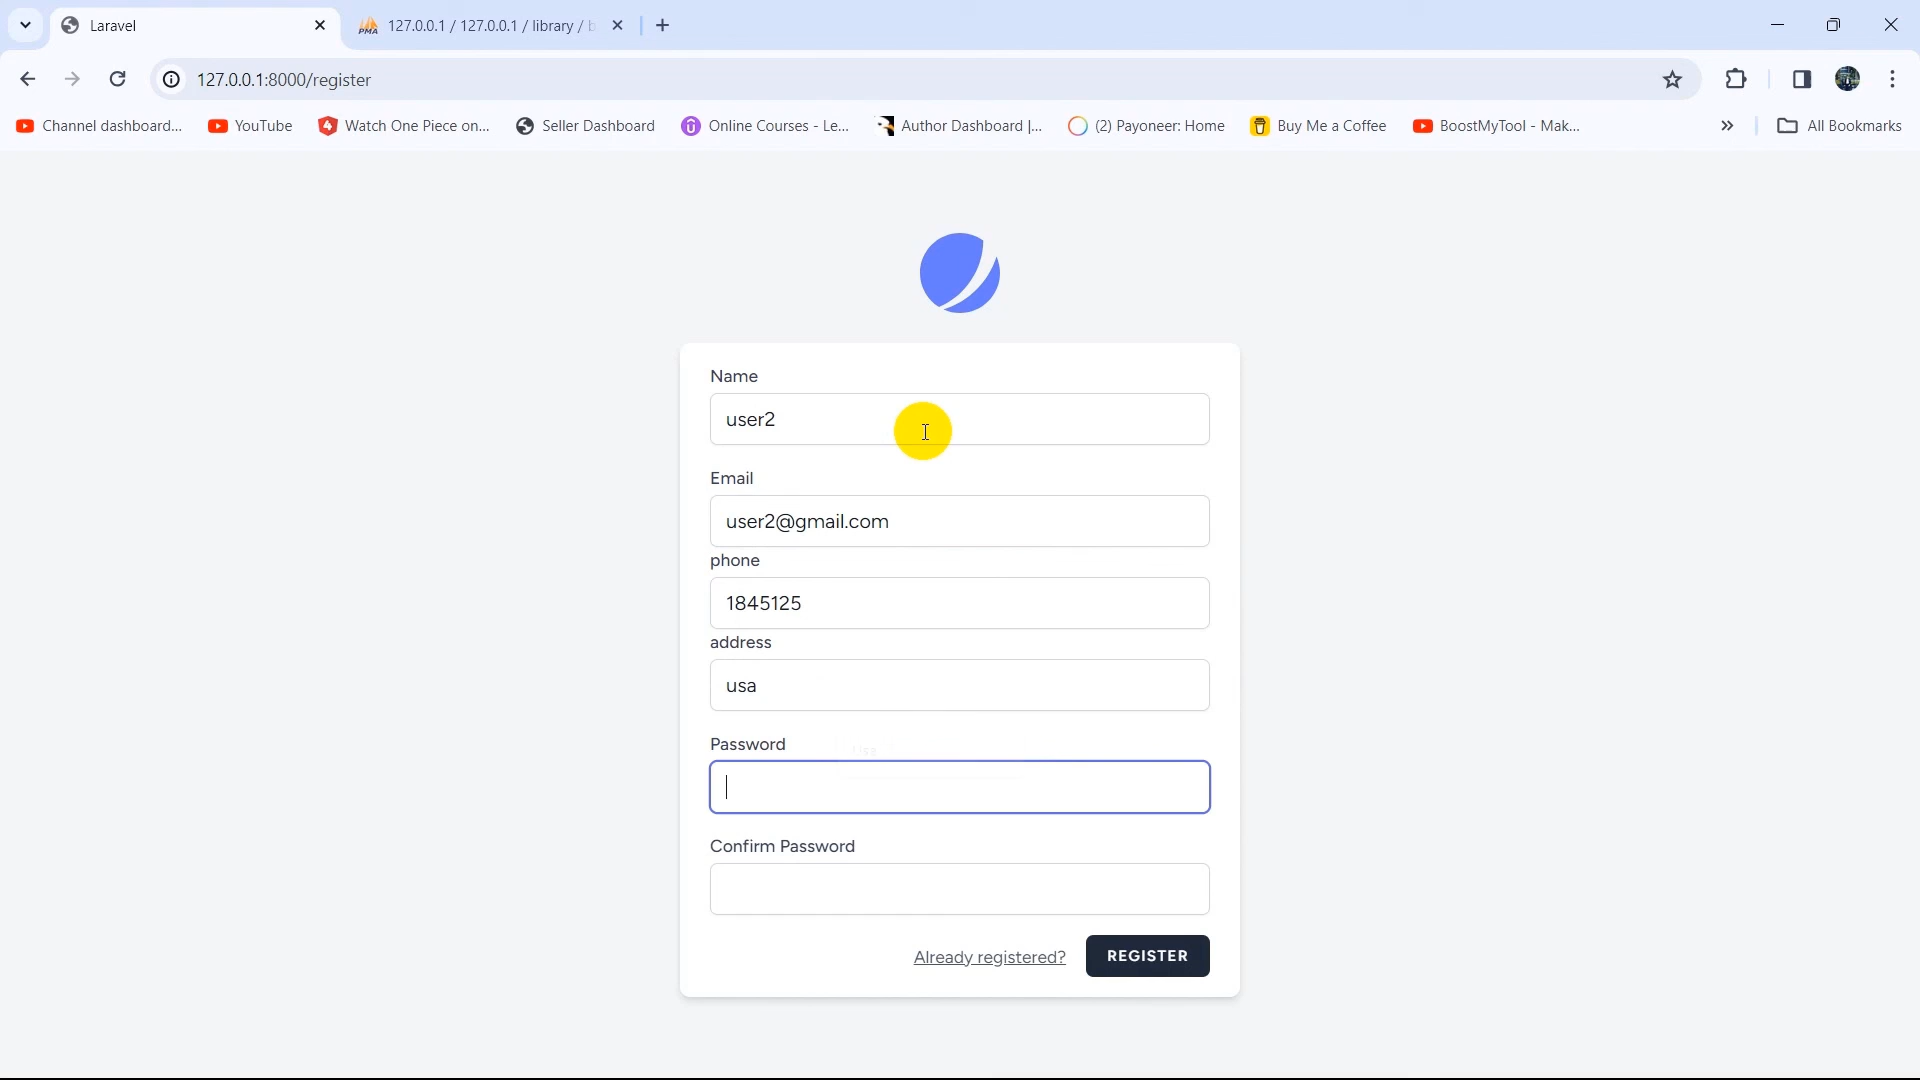 Laravel
PMA 127.0.0.1 / 127.0.0.1 / library / b
127.0.0.1:8000/register
Channel dashboard...
YouTube
Watch One Piece on...
Seller Dashboard
Online Courses - Le...
Author Dashboard |...
(2) Payoneer: Home
Buy Me a Coffee
BoostMyTool - Mak...
All Bookmarks
Name
user2
Email
user2@gmail.com
phone
1845125
address
usa
Password
Confirm Password
Already registered?
REGISTER